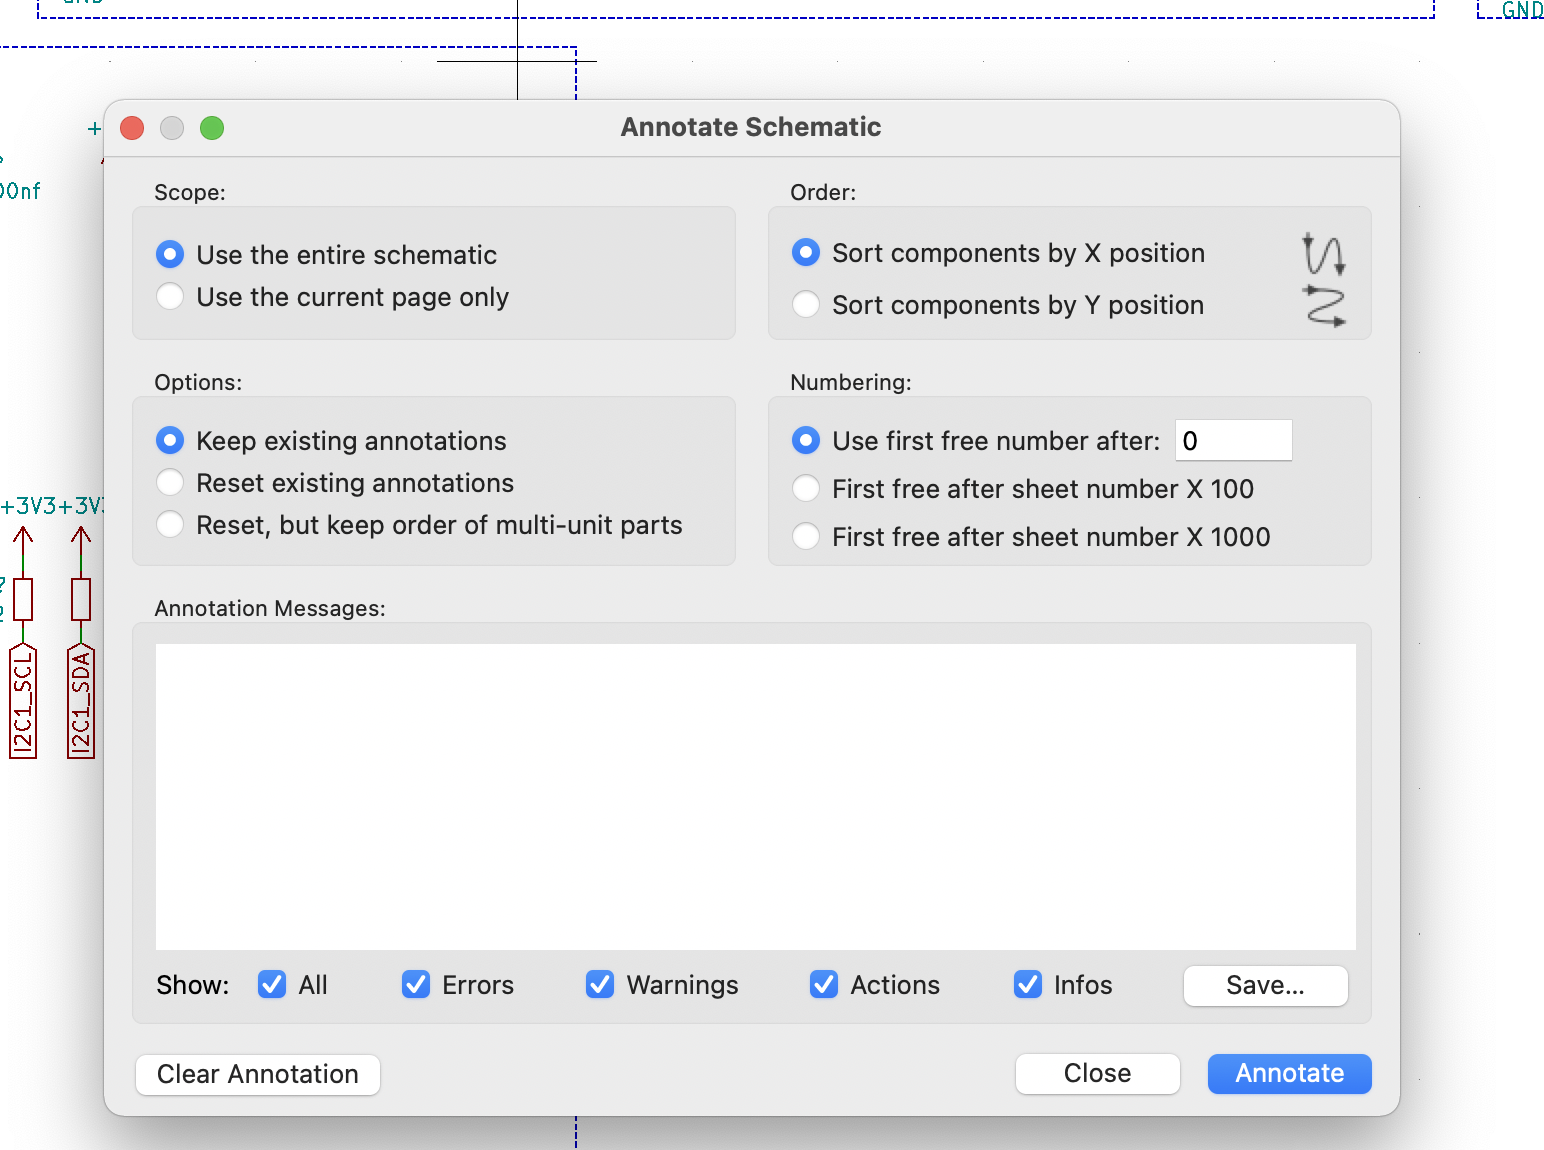 GND
GND
Annotate Schematic
+
00nf
Scope:
Use the entire schematic
Use the current page only
Order:
Sort components by X position
Sort components by Y position
Options:
Keep existing annotations
Reset existing annotations
Reset, but keep order of multi-unit parts
Numbering:
Use first free number after: 0
First free after sheet number X 100
First free after sheet number X 1000
+3V3+3V3
I2C1_SCL
I2C1_SDA
Annotation Messages:
Show: All Errors Warnings Actions Infos Save...
Clear Annotation Close Annotate